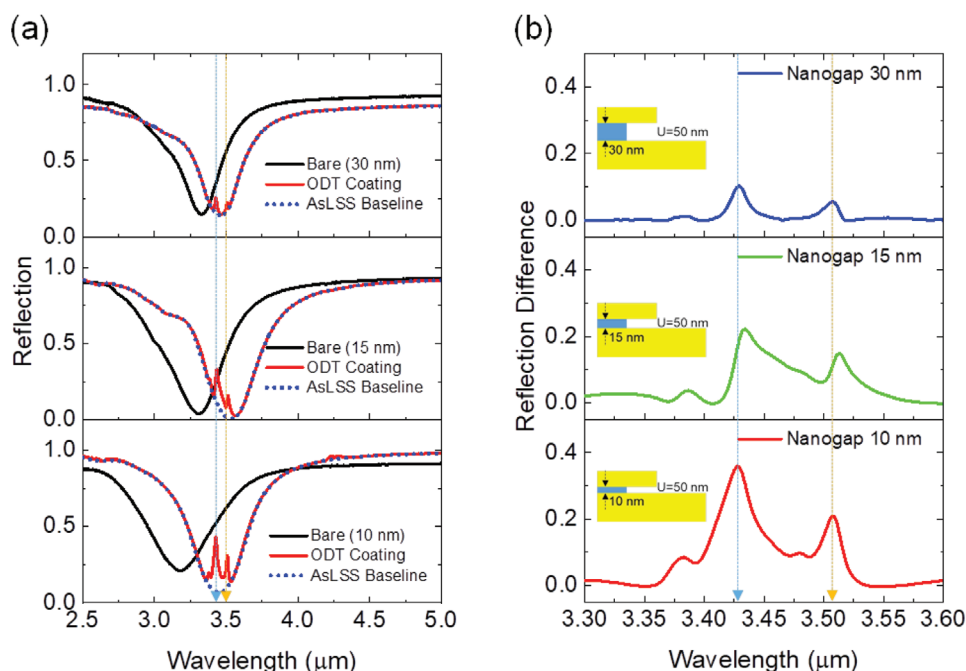 (a)
Reflection
1.0
0.5
0.0
Bare (30 nm)
ODT Coating
AsLSS Baseline
1.0
0.5
0.0
Bare (15 nm)
ODT Coating
AsLSS Baseline
1.0
0.5
0.0
Bare (10 nm)
ODT Coating
AsLSS Baseline
2.5 3.0 3.5 4.0 4.5 5.0
Wavelength (μm)
(b)
Reflection Difference
0.4
0.2
0.0
Nanogap 30 nm
U=50 nm
30 nm
0.4
0.2
0.0
Nanogap 15 nm
U=50 nm
15 nm
0.4
0.2
0.0
Nanogap 10 nm
U=50 nm
10 nm
3.30 3.35 3.40 3.45 3.50 3.55 3.60
Wavelength (μm)